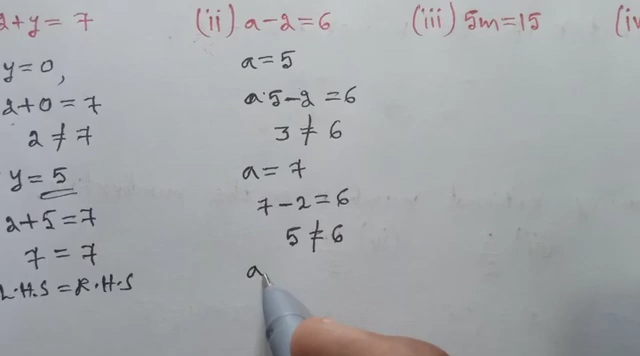 2+y = 7
y = 0,
2+0 = 7
2 ≠ 7
y = 5
2+5 = 7
7 = 7
L.H.S = R.H.S
(ii) a-2 = 6
a = 5
5-2 = 6
3 ≠ 6
a = 7
7-2 = 6
5 ≠ 6
a
(iii) 5m = 15
(iv